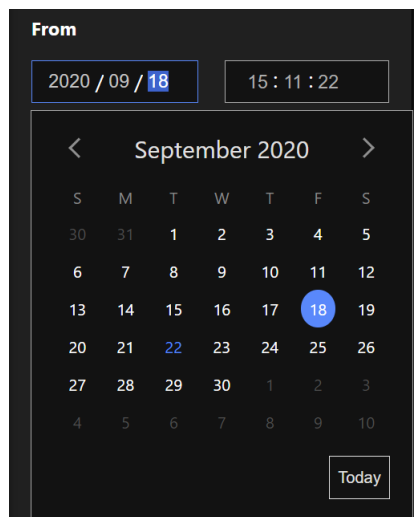 From
2020 / 09 / 18 15 : 11 : 22
September 2020
S M T W T F S
30 31 1 2 3 4 5
6 7 8 9 10 11 12
13 14 15 16 17 18 19
20 21 22 23 24 25 26
27 28 29 30 1 2 3
4 5 6 7 8 9 10
Today